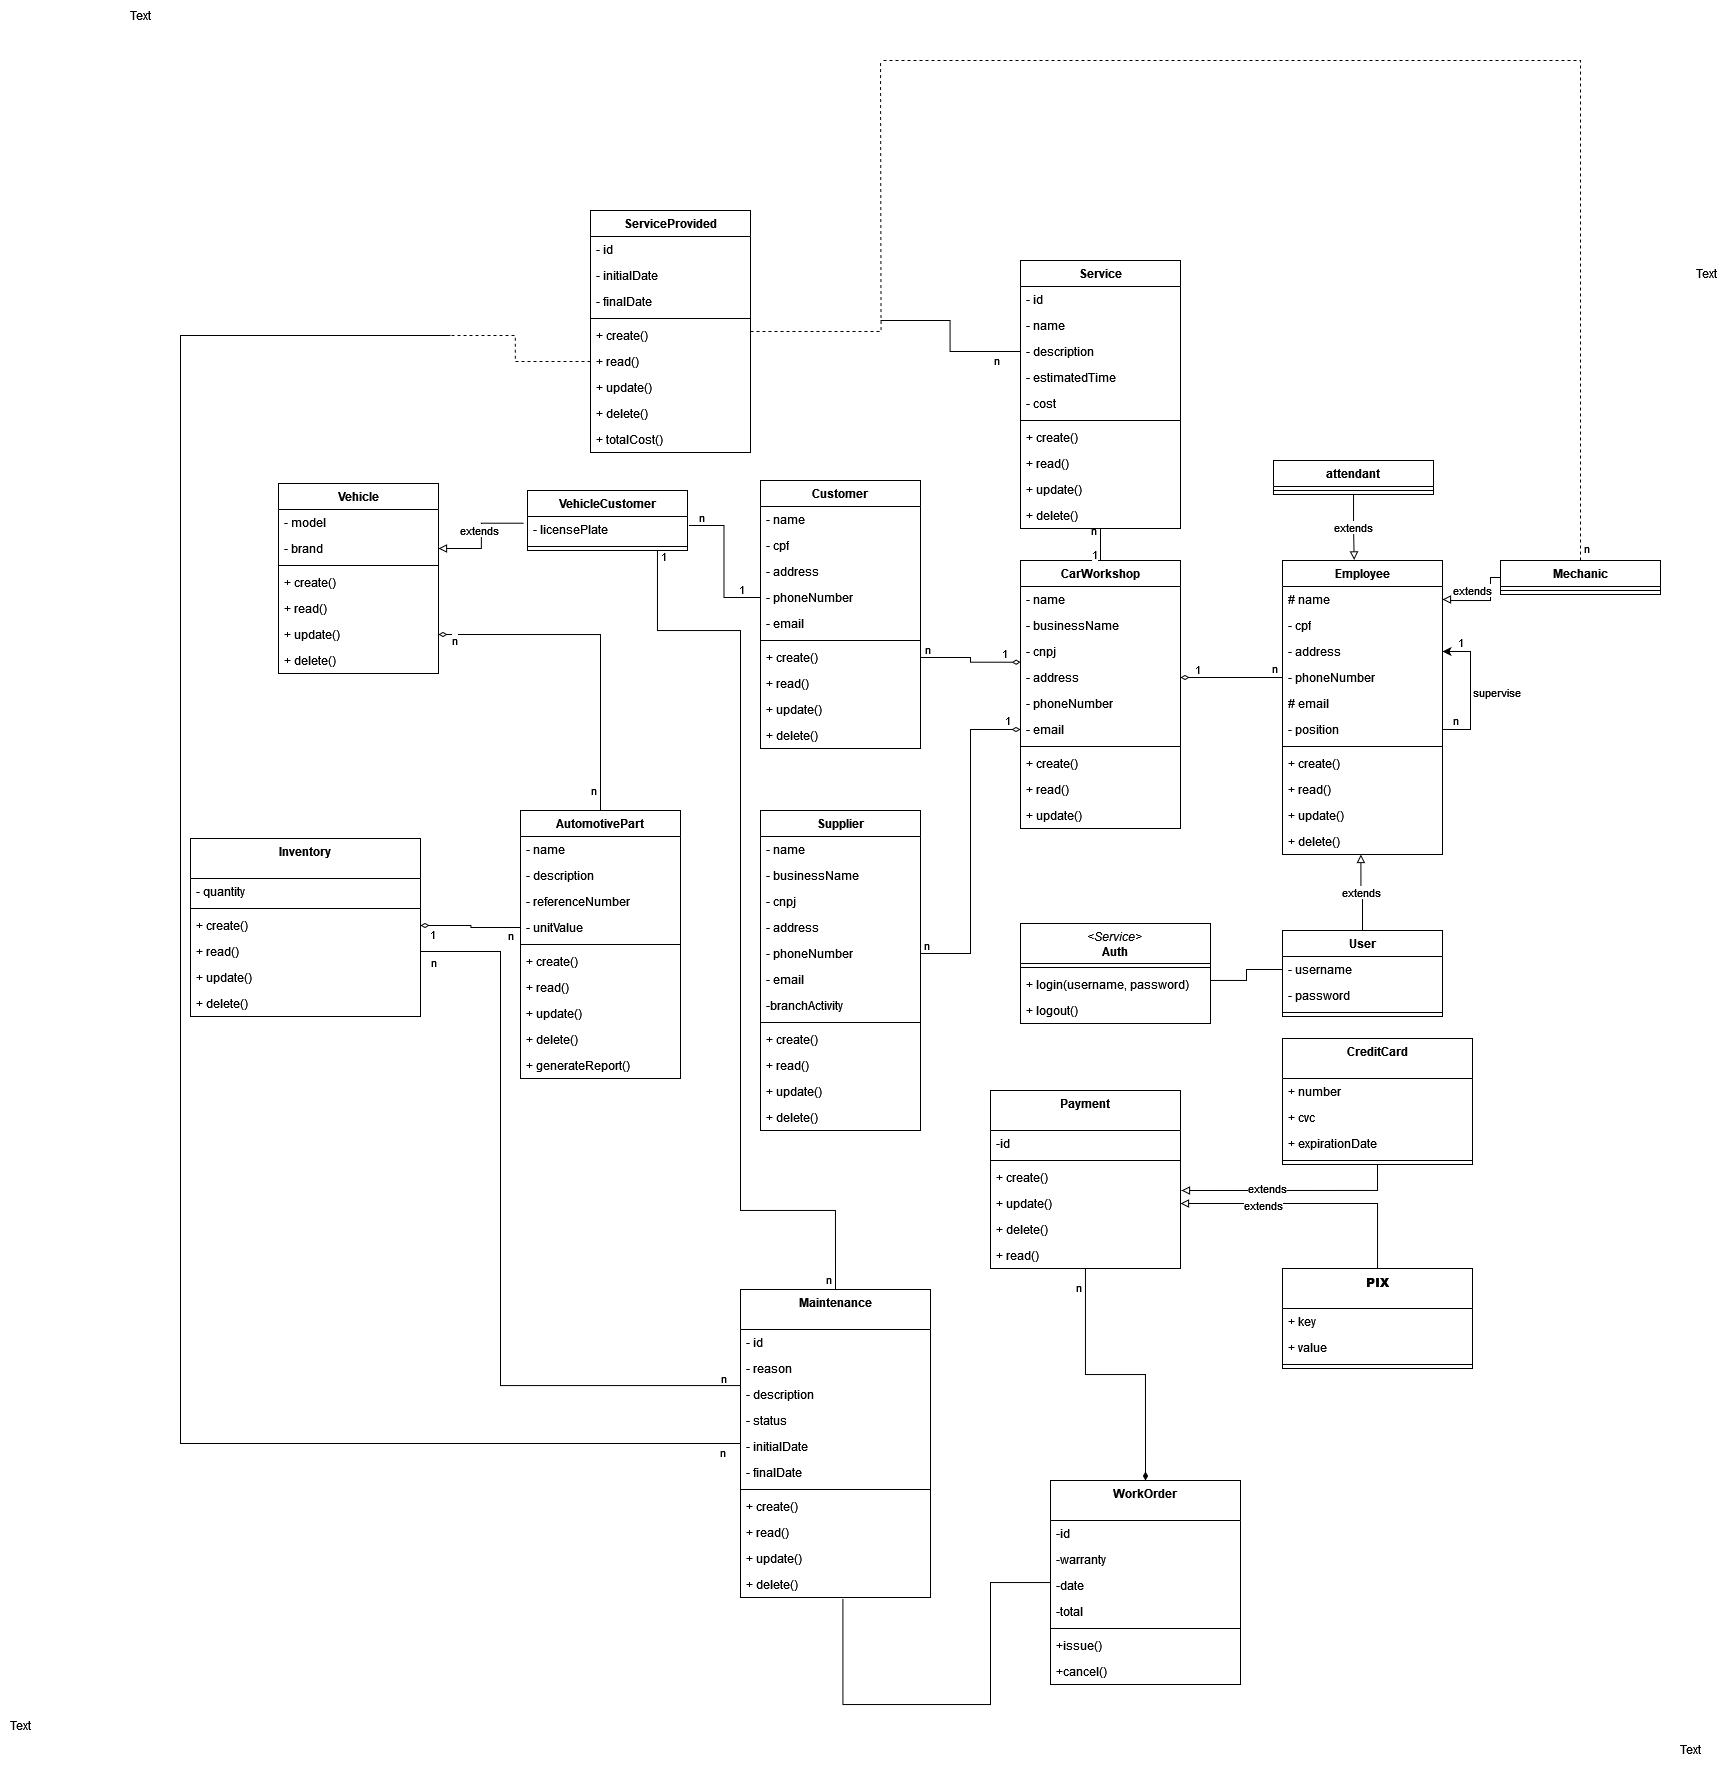 Text
Text
ServiceProvided
- id
- initialDate
- finalDate
+ create()
+ read()
+ update()
+ delete()
+ totalCost()
Service
- id
- name
- description
- estimatedTime
- cost
+ create()
+ read()
+ update()
+ delete()
n
n
1
attendant
extends
Mechanic
n
extends
Vehicle
- model
- brand
+ create()
+ read()
+ update()
+ delete()
extends
n
n
VehicleCustomer
- licensePlate
n
1
1
Customer
- name
- cpf
- address
- phoneNumber
- email
+ create()
+ read()
+ update()
+ delete()
n
1
CarWorkshop
- name
- businessName
- cnpj
- address
- phoneNumber
- email
+ create()
+ read()
+ update()
1
1
n
Employee
# name
- cpf
- address
- phoneNumber
# email
- position
+ create()
+ read()
+ update()
+ delete()
1
supervise
n
extends
Inventory
- quantity
+ create()
+ read()
+ update()
+ delete()
1
n
n
AutomotivePart
- name
- description
- referenceNumber
- unitValue
+ create()
+ read()
+ update()
+ delete()
+ generateReport()
Supplier
- name
- businessName
- cnpj
- address
- phoneNumber
- email
-branchActivity
+ create()
+ read()
+ update()
+ delete()
n
<Service>
Auth
+ login(username, password)
+ logout()
User
- username
- password
CreditCard
+ number
+ cvc
+ expirationDate
Payment
-id
+ create()
+ update()
+ delete()
+ read()
extends
extends
n
PIX
+ key
+ value
n
Maintenance
- id
- reason
- description
- status
- initialDate
- finalDate
+ create()
+ read()
+ update()
+ delete()
n
n
WorkOrder
-id
-warranty
-date
-total
+issue()
+cancel()
Text
Text